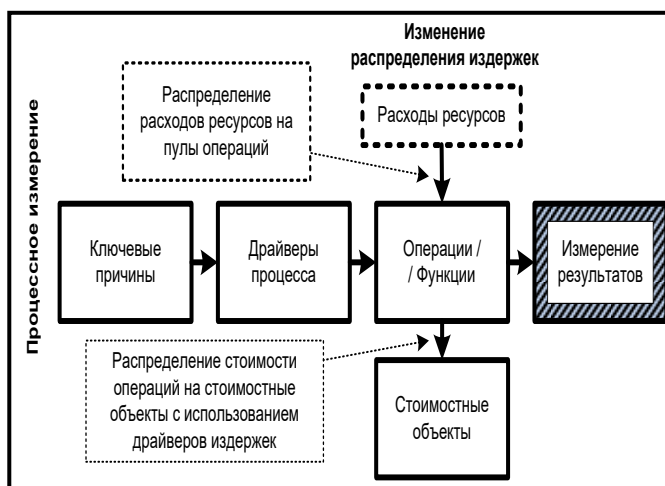 Изменение
распределения издержек
Распределение
расходов ресурсов на
пулы операций
Расходы ресурсов
Процессное измерение
Ключевые
причины
Драйверы
процесса
Операции /
/ Функции
Измерение
результатов
Распределение стоимости
операций на стоимостные
объекты с использованием
драйверов издержек
Стоимостные
объекты